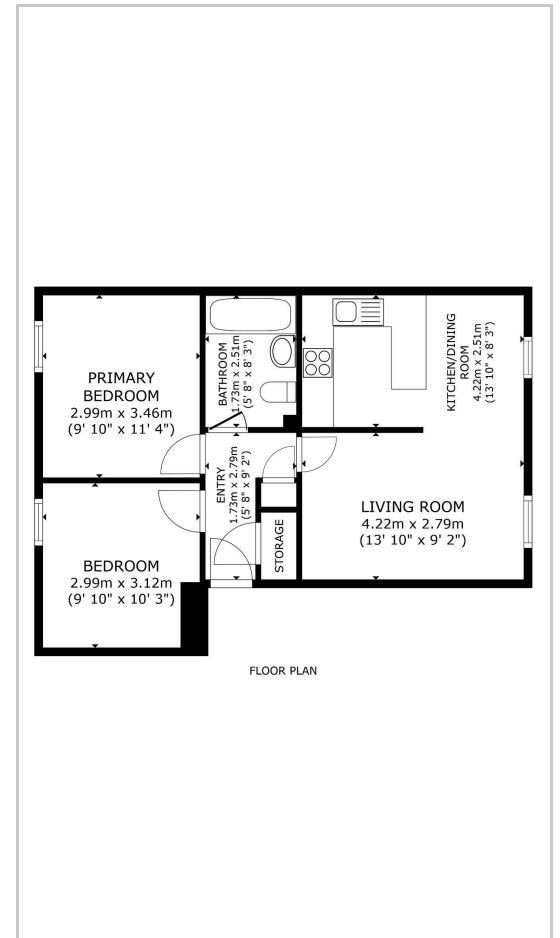 PRIMARY
BEDROOM
2.99m x 3.46m
(9' 10" x 11' 4")
BATHROOM
1.73m x 2.51m
(5' 8" x 8' 3")
KITCHEN/DINING
ROOM
4.22m x 2.51m
(13' 10" x 8' 3")
ENTRY
1.73m x 2.79m
(5' 8" x 9' 2")
LIVING ROOM
4.22m x 2.79m
(13' 10" x 9' 2")
STORAGE
BEDROOM
2.99m x 3.12m
(9' 10" x 10' 3")
FLOOR PLAN